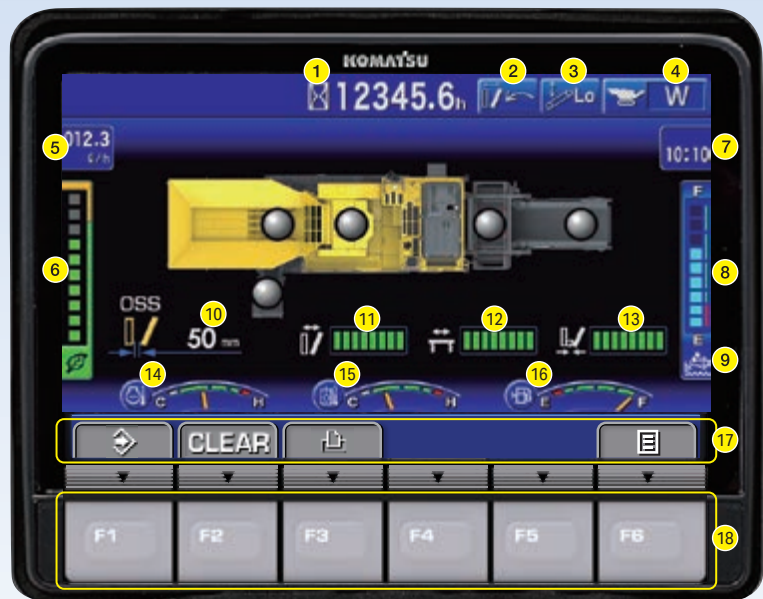 KOMATSU
1 12345.6h 2 3 Lo 4 W
5 012.3
7 10:10
F
6
8
OSS
10 50 mm
11 12 13
E
9
14 C H
15 C H
16 E F
CLEAR 17
F1 F2 F3 F4 F5 F6 18